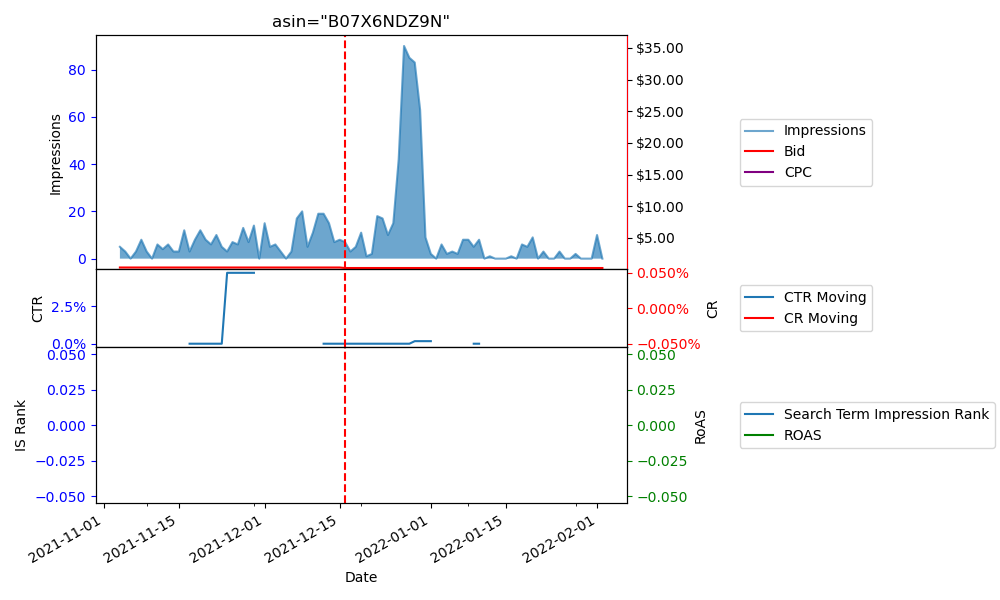 asin="B07X6NDZ9N"
Impressions
80
60
40
20
0
$35.00
$30.00
$25.00
$20.00
$15.00
$10.00
$5.00
Impressions
Bid
CPC
CTR
2.5%
0.0%
0.050%
0.000%
−0.050%
CR
CTR Moving
CR Moving
IS Rank
0.050
0.025
0.000
−0.025
−0.050
0.050
0.025
0.000
−0.025
−0.050
RoAS
Search Term Impression Rank
ROAS
2021-11-01
2021-11-15
2021-12-01
2021-12-15
2022-01-01
2022-01-15
2022-02-01
Date